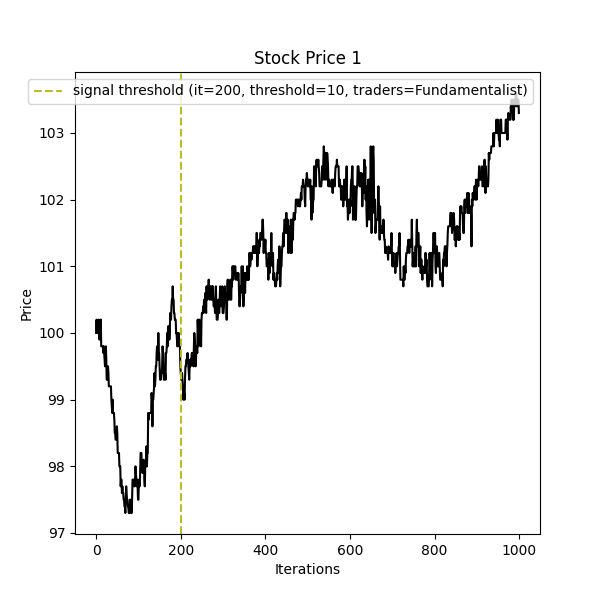 Stock Price 1
signal threshold (it=200, threshold=10, traders=Fundamentalist)
103
102
101
100
99
98
97
Price
0 200 400 600 800 1000
Iterations